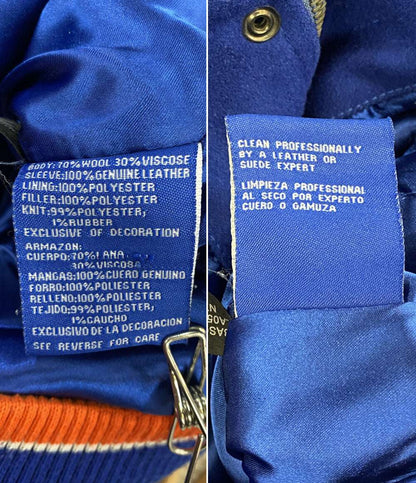 BODY: 70%WOOL 30%VISCOSE
SLEEVE:100%GENUINE LEATHER
LINING:100%POLYESTER
FILLER:100%POLYESTER
KNIT:99%POLYESTER;
1%RUBBER
EXCLUSIVE OF DECORATION
ARMAZON:
CUERPO:70%LANA
30%VISCOSA
MANGAS:100%CUERO GENUINO
FORRO:100%POLIESTER
RELLENO:100%POLIESTER
TEJIDO:99%POLIESTER;
1%CAUCHO
EXCLUSIVO DE LA DECORACION
SEE REVERSE FOR CARE
CLEAN PROFESSIONALLY
BY A LEATHER OR
SUEDE EXPERT
LIMPIEZA PROFESSIONAL
AL SECO POR EXPERTO
CUERO O GAMUZA